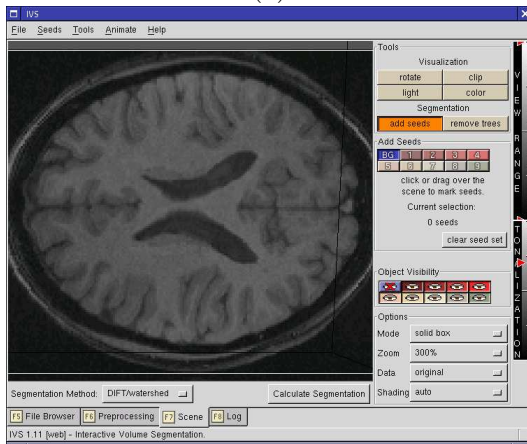 IVS
File Seeds Tools Animate Help
Tools
Visualization
rotate clip
light color
Segmentation
add seeds remove trees
Add Seeds
BG 1 2 3 4
5 6 7 8 9
click or drag over the
scene to mark seeds.
Current selection:
0 seeds
clear seed set
Object Visibility
Options
Mode solid box
Zoom 300%
Data original
Shading auto
VIEW RANGE
TONALIZATION
Segmentation Method: DIFT/watershed Calculate Segmentation
F5 File Browser F6 Preprocessing F7 Scene F8 Log
IVS 1.11 [web] - Interactive Volume Segmentation.